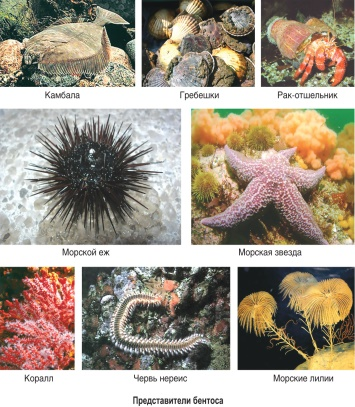 Камбала
Гребешки
Рак-отшельник
Морской еж
Морская звезда
Коралл
Червь нереис
Морские лилии
Представители бентоса